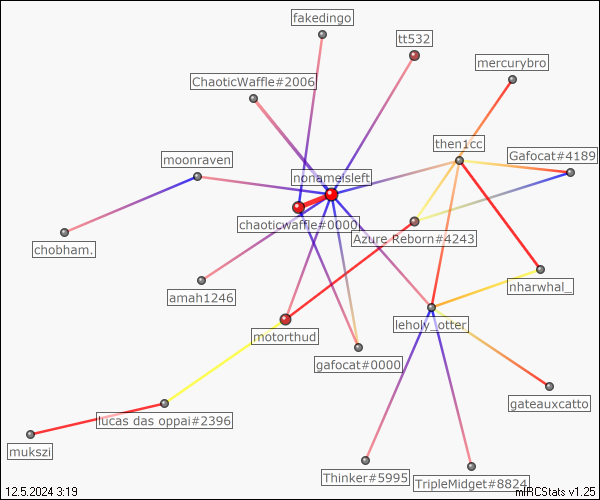 fakedingo
tt532
mercurybro
ChaoticWaffle#2006
then1cc
Gafocat#4189
moonraven
nonameisleft
chaoticwaffle#0000
Azure Reborn#4243
chobham.
nharwhal_
amah1246
leholy_otter
motorthud
gafocat#0000
gateauxcatto
lucas das oppai#2396
mukszi
Thinker#5995
TripleMidget#8824
12.5.2024 3:19
mIRCStats v1.25